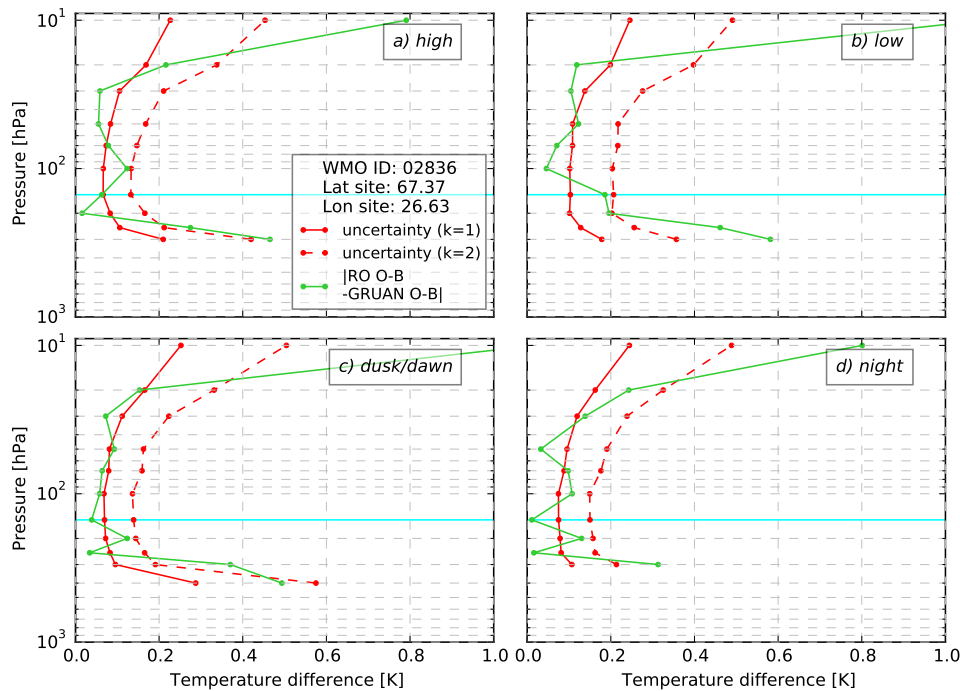 10¹
10²
10³
Pressure [hPa]
a) high
WMO ID: 02836
Lat site: 67.37
Lon site: 26.63
uncertainty (k=1)
uncertainty (k=2)
|RO O-B
-GRUAN O-B|
b) low
10¹
10²
10³
Pressure [hPa]
c) dusk/dawn
d) night
0.0 0.2 0.4 0.6 0.8 1.0
0.0 0.2 0.4 0.6 0.8 1.0
Temperature difference [K]
Temperature difference [K]